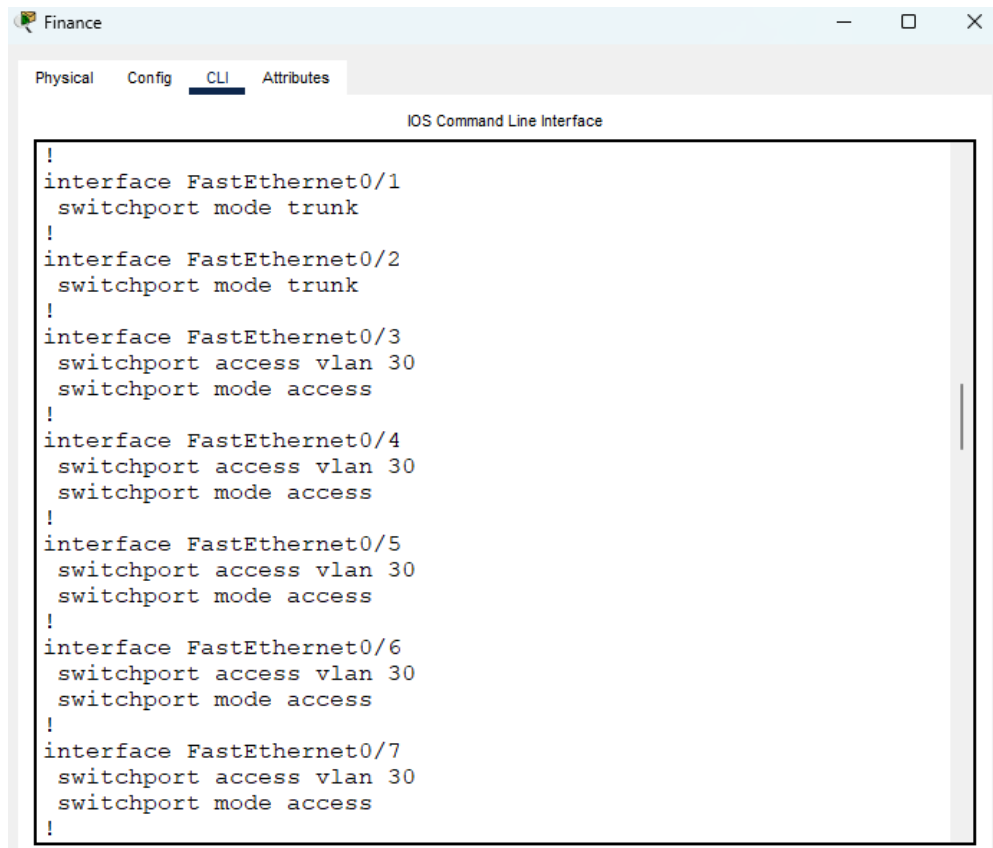 Finance
Physical Config CLI Attributes
IOS Command Line Interface
!
interface FastEthernet0/1
 switchport mode trunk
!
interface FastEthernet0/2
 switchport mode trunk
!
interface FastEthernet0/3
 switchport access vlan 30
 switchport mode access
!
interface FastEthernet0/4
 switchport access vlan 30
 switchport mode access
!
interface FastEthernet0/5
 switchport access vlan 30
 switchport mode access
!
interface FastEthernet0/6
 switchport access vlan 30
 switchport mode access
!
interface FastEthernet0/7
 switchport access vlan 30
 switchport mode access
!